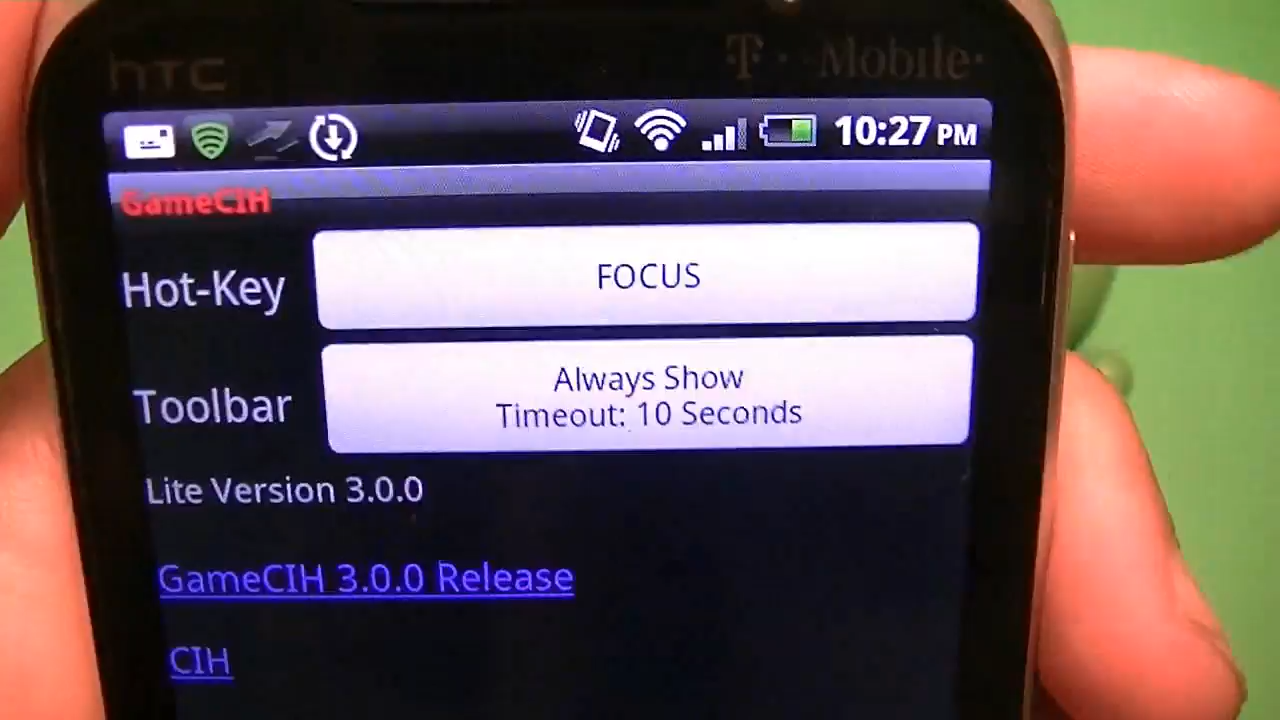 hTC
T··Mobile·
10:27 PM
GameCIH
Hot-Key
FOCUS
Toolbar
Always Show
Timeout: 10 Seconds
Lite Version 3.0.0
GameCIH 3.0.0 Release
CIH